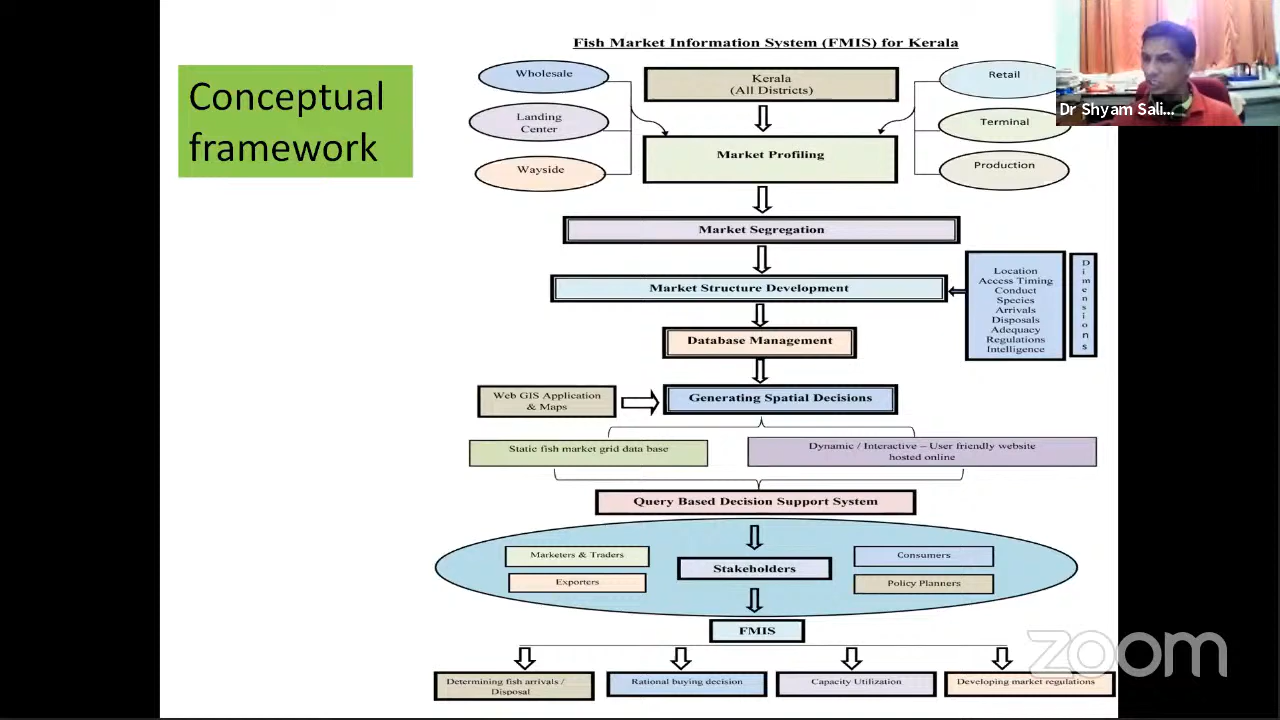 Fish Market Information System (FMIS) for Kerala
Conceptual
framework
Wholesale
Landing
Center
Wayside
Kerala
(All Districts)
Retail
Terminal
Production
Dr Shyam Sali...
Market Profiling
Market Segregation
Market Structure Development
Location
Access Timing
Conduct
Species
Arrivals
Disposals
Adequacy
Regulations
Intelligence
Dimensions
Database Management
Web GIS Application
& Maps
Generating Spatial Decisions
Static fish market grid data base
Dynamic / Interactive – User friendly website
hosted online
Query Based Decision Support System
Marketers & Traders
Exporters
Stakeholders
Consumers
Policy Planners
FMIS
Determining fish arrivals /
Disposal
Rational buying decision
Capacity Utilization
Developing market regulations
zoom